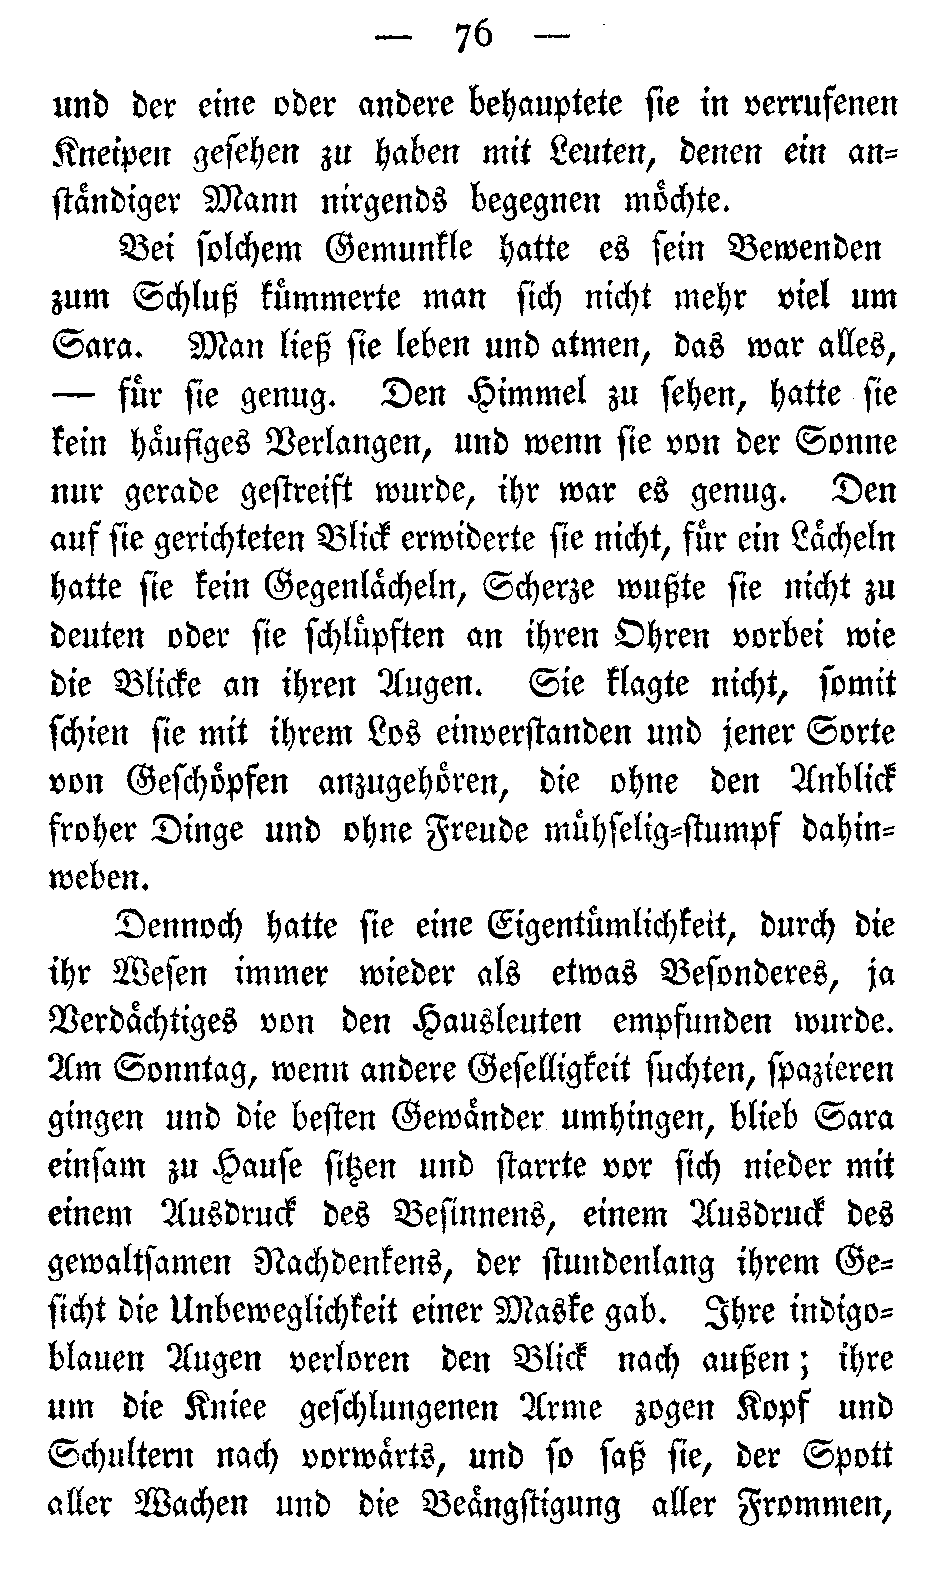 — 76 —
und der eine oder andere behauptete sie in verrufenen
Kneipen gesehen zu haben mit Leuten, denen ein an-
ständiger Mann nirgends begegnen möchte.
Bei solchem Gemunkle hatte es sein Bewenden
zum Schluß kümmerte man sich nicht mehr viel um
Sara. Man ließ sie leben und atmen, das war alles,
— für sie genug. Den Himmel zu sehen, hatte sie
kein häufiges Verlangen, und wenn sie von der Sonne
nur gerade gestreift wurde, ihr war es genug. Den
auf sie gerichteten Blick erwiderte sie nicht, für ein Lächeln
hatte sie kein Gegenlächeln, Scherze wußte sie nicht zu
deuten oder sie schlüpften an ihren Ohren vorbei wie
die Blicke an ihren Augen. Sie klagte nicht, somit
schien sie mit ihrem Los einverstanden und jener Sorte
von Geschöpfen anzugehören, die ohne den Anblick
froher Dinge und ohne Freude mühselig-stumpf dahin-
weben.
Dennoch hatte sie eine Eigentümlichkeit, durch die
ihr Wesen immer wieder als etwas Besonderes, ja
Verdächtiges von den Hausleuten empfunden wurde.
Am Sonntag, wenn andere Geselligkeit suchten, spazieren
gingen und die besten Gewänder umhingen, blieb Sara
einsam zu Hause sitzen und starrte vor sich nieder mit
einem Ausdruck des Besinnens, einem Ausdruck des
gewaltsamen Nachdenkens, der stundenlang ihrem Ge-
sicht die Unbeweglichkeit einer Maske gab. Ihre indigo-
blauen Augen verloren den Blick nach außen; ihre
um die Kniee geschlungenen Arme zogen Kopf und
Schultern nach vorwärts, und so saß sie, der Spott
aller Wachen und die Beängstigung aller Frommen,